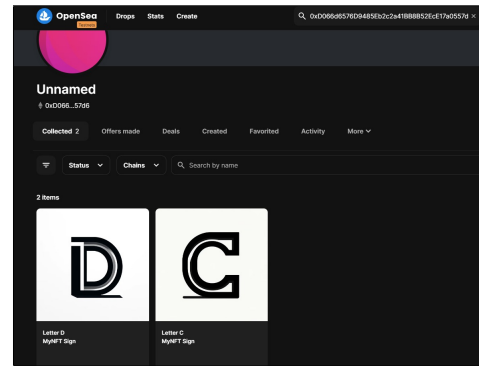 OpenSea Drops Stats Create
Testnets
Unnamed
0xD066...57d6
Collected 2 Offers made Deals Created Favorited Activity More
Status Chains Search by name
2 items
D C
Letter D Letter C
MyNFT Sign MyNFT Sign